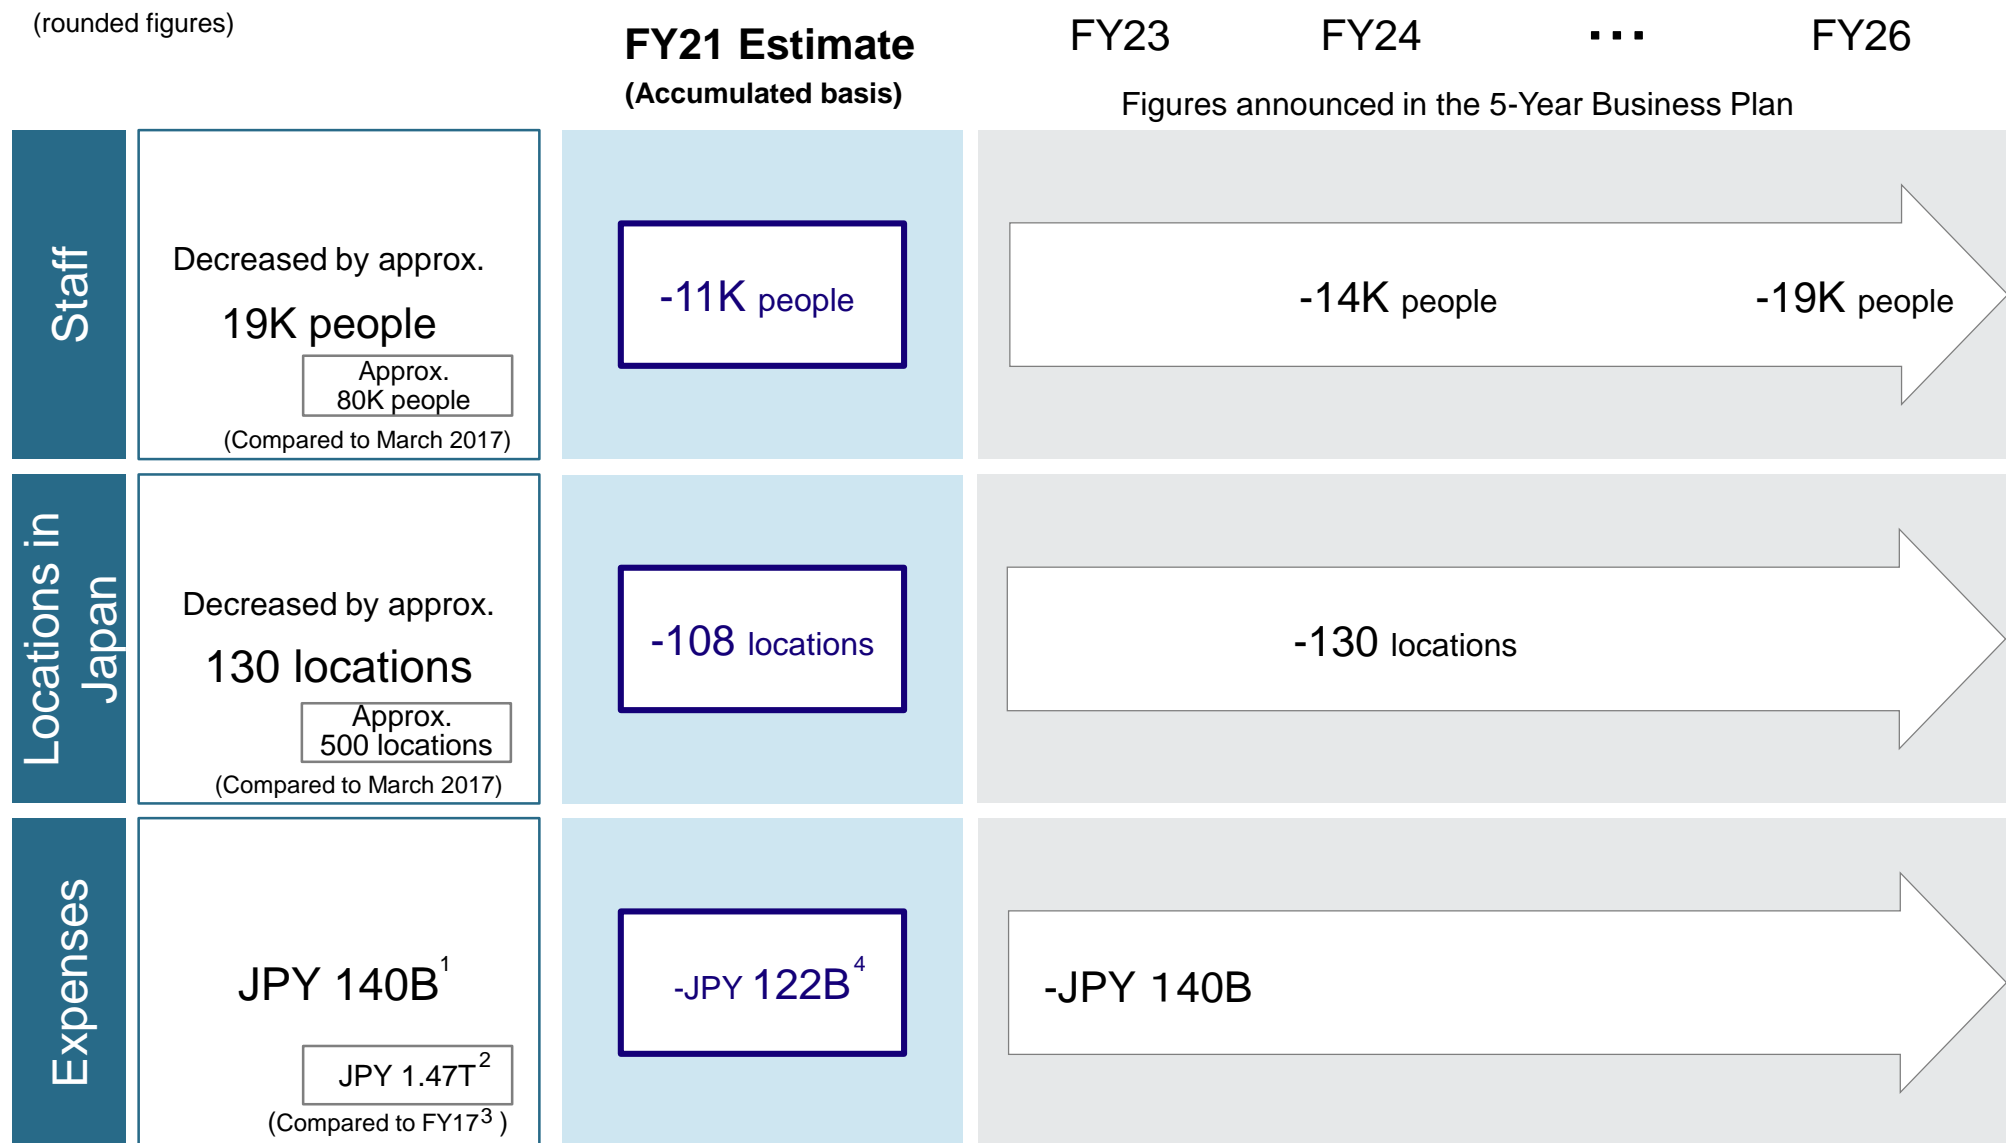 (rounded figures)
FY21 Estimate
(Accumulated basis)
FY23 FY24 ... FY26
Figures announced in the 5-Year Business Plan
Staff
Decreased by approx.
19K people
Approx.
80K people
(Compared to March 2017)
-11K people
-14K people
-19K people
Locations in
Japan
Decreased by approx.
130 locations
Approx.
500 locations
(Compared to March 2017)
-108 locations
-130 locations
Expenses
JPY 140B1
JPY 1.47T2
(Compared to FY173 )
-JPY 122B4
-JPY 140B